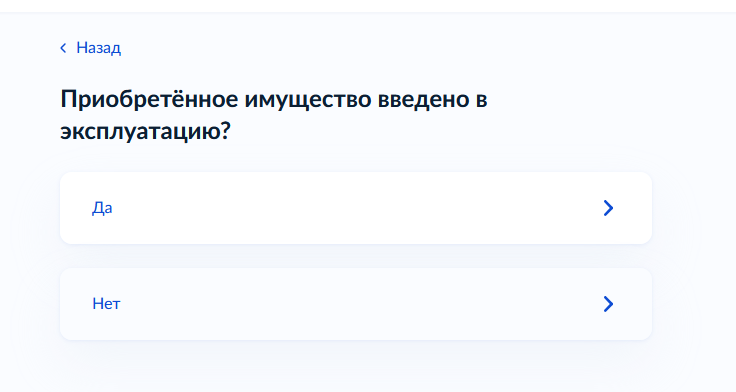 Назад
Приобретённое имущество введено в
эксплуатацию?
Да
Нет